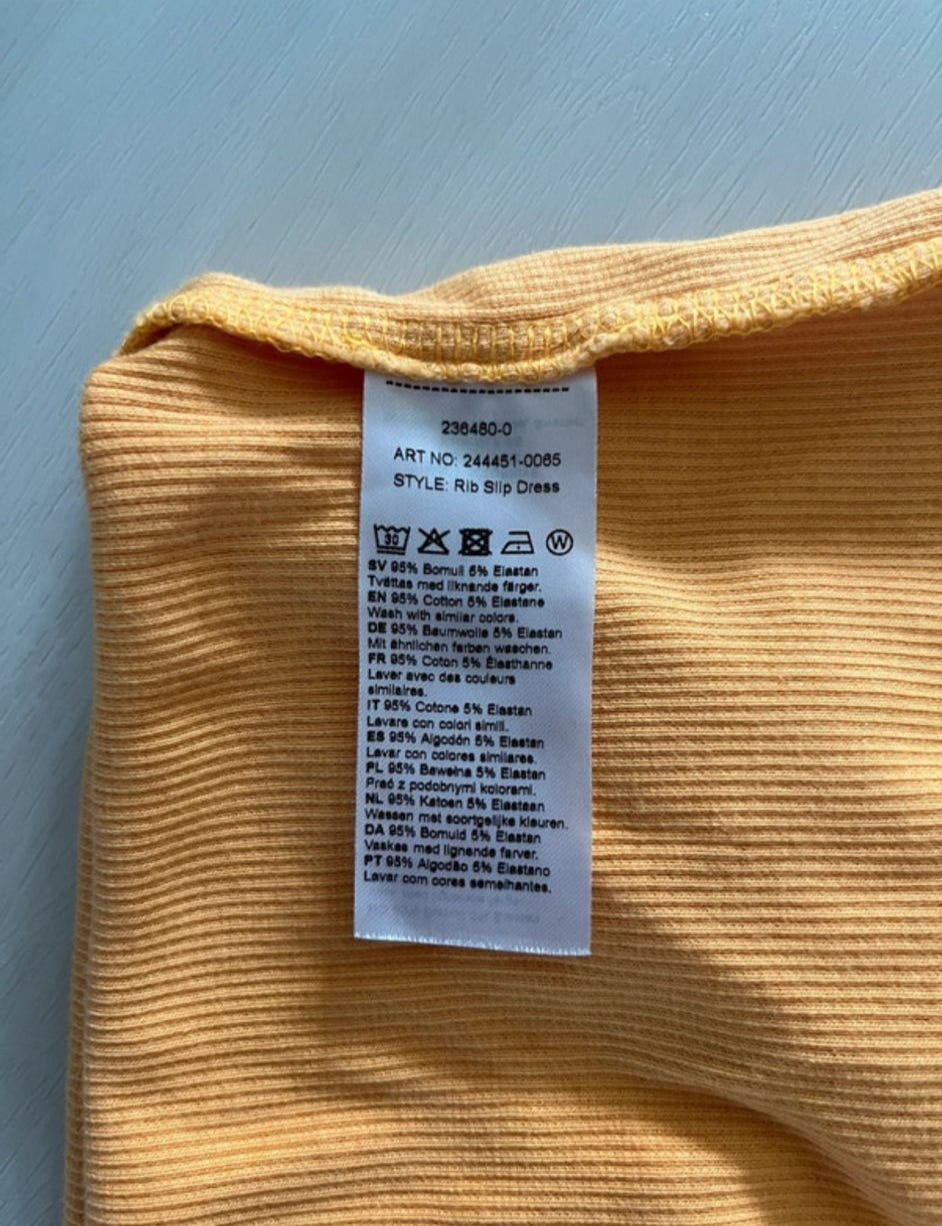 236480-0
ART NO: 244451-0065
STYLE: Rib Slip Dress
30 W
SV 95% Bomull 5% Elastan
Tvättas med liknande färger.
EN 95% Cotton 5% Elastane
Wash with similar colors.
DE 95% Baumwolle 5% Elastan
Mit ähnlichen farben waschen.
FR 95% Coton 5% Élasthanne
Laver avec des couleurs
similaires.
IT 95% Cotone 5% Elastan
Lavare con colori simili.
ES 95% Algodón 5% Elastan
Lavar con colores similares.
PL 95% Bawełna 5% Elastan
Prać z podobnymi kolorami.
NL 95% Katoen 5% Elastaan
Wassen met soortgelijke kleuren.
DA 95% Bomuld 5% Elastan
Vaskes med lignende farver.
PT 95% Algodão 5% Elastano
Lavar com cores semelhantes.